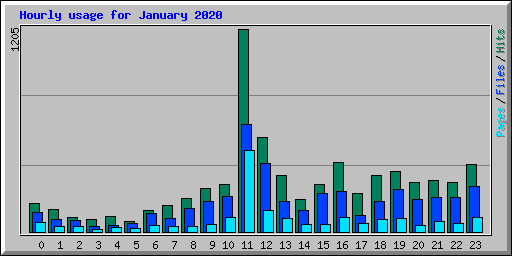 Hourly usage for January 2020
1205
Pages/Files/Hits
0 1 2 3 4 5 6 7 8 9 10 11 12 13 14 15 16 17 18 19 20 21 22 23